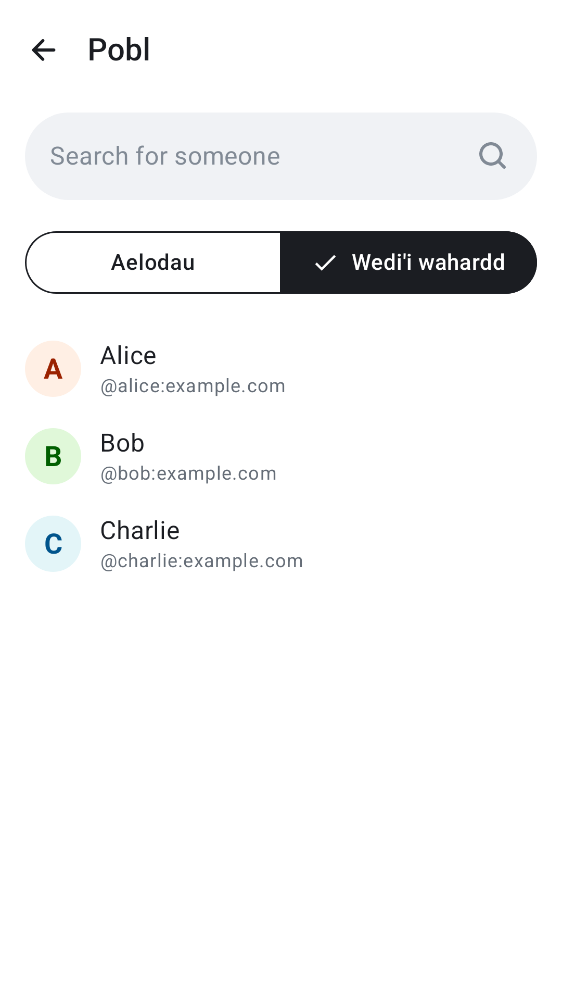 Pobl
Search for someone
Aelodau
Wedi'i wahardd
A
Alice
@alice:example.com
B
Bob
@bob:example.com
C
Charlie
@charlie:example.com